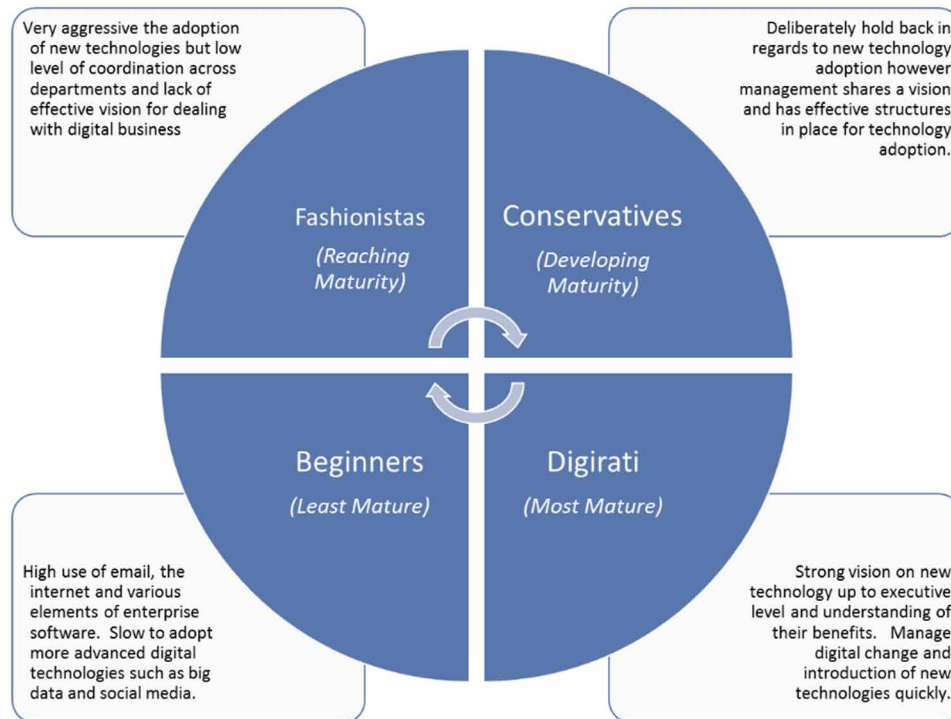 Very aggressive the adoption
of new technologies but low
level of coordination across
departments and lack of
effective vision for dealing
with digital business
Deliberately hold back in
regards to new technology
adoption however
management shares a vision
and has effective structures
in place for technology
adoption.
Fashionistas
(Reaching
Maturity)
Conservatives
(Developing
Maturity)
Beginners
(Least Mature)
Digirati
(Most Mature)
High use of email, the
internet and various
elements of enterprise
software.  Slow to adopt
more advanced digital
technologies such as big
data and social media.
Strong vision on new
technology up to executive
level and understanding of
their benefits.   Manage
digital change and
introduction of new
technologies quickly.